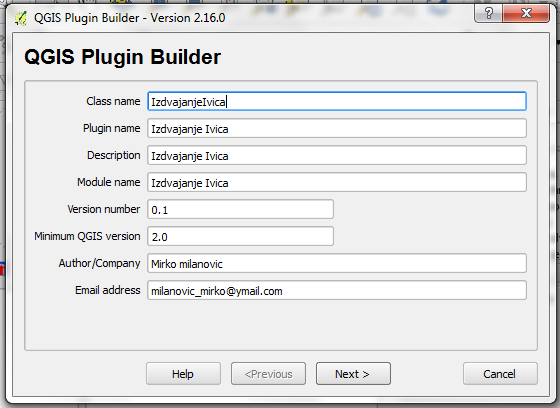 QGIS Plugin Builder - Version 2.16.0
QGIS Plugin Builder
Class name IzdvajanjeIvica
Plugin name Izdvajanje Ivica
Description Izdvajanje Ivica
Module name Izdvajanje Ivica
Version number 0.1
Minimum QGIS version 2.0
Author/Company Mirko milanovic
Email address milanovic_mirko@ymail.com
Help <Previous Next > Cancel